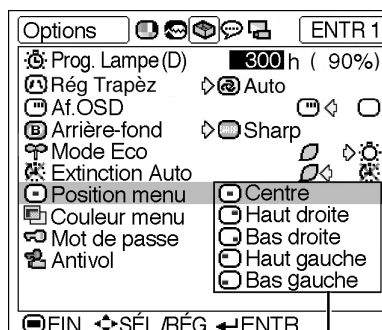 Options ENTR 1
Prog. Lampe (D) 300 h ( 90%)
Rég Trapèz Auto
Af.OSD
B Arrière-fond Sharp
Mode Eco
Extinction Auto
Position menu Centre
Couleur menu Haut droite
Mot de passe Bas droite
Antivol Haut gauche
Bas gauche
FIN SÉL./RÉG ENTR